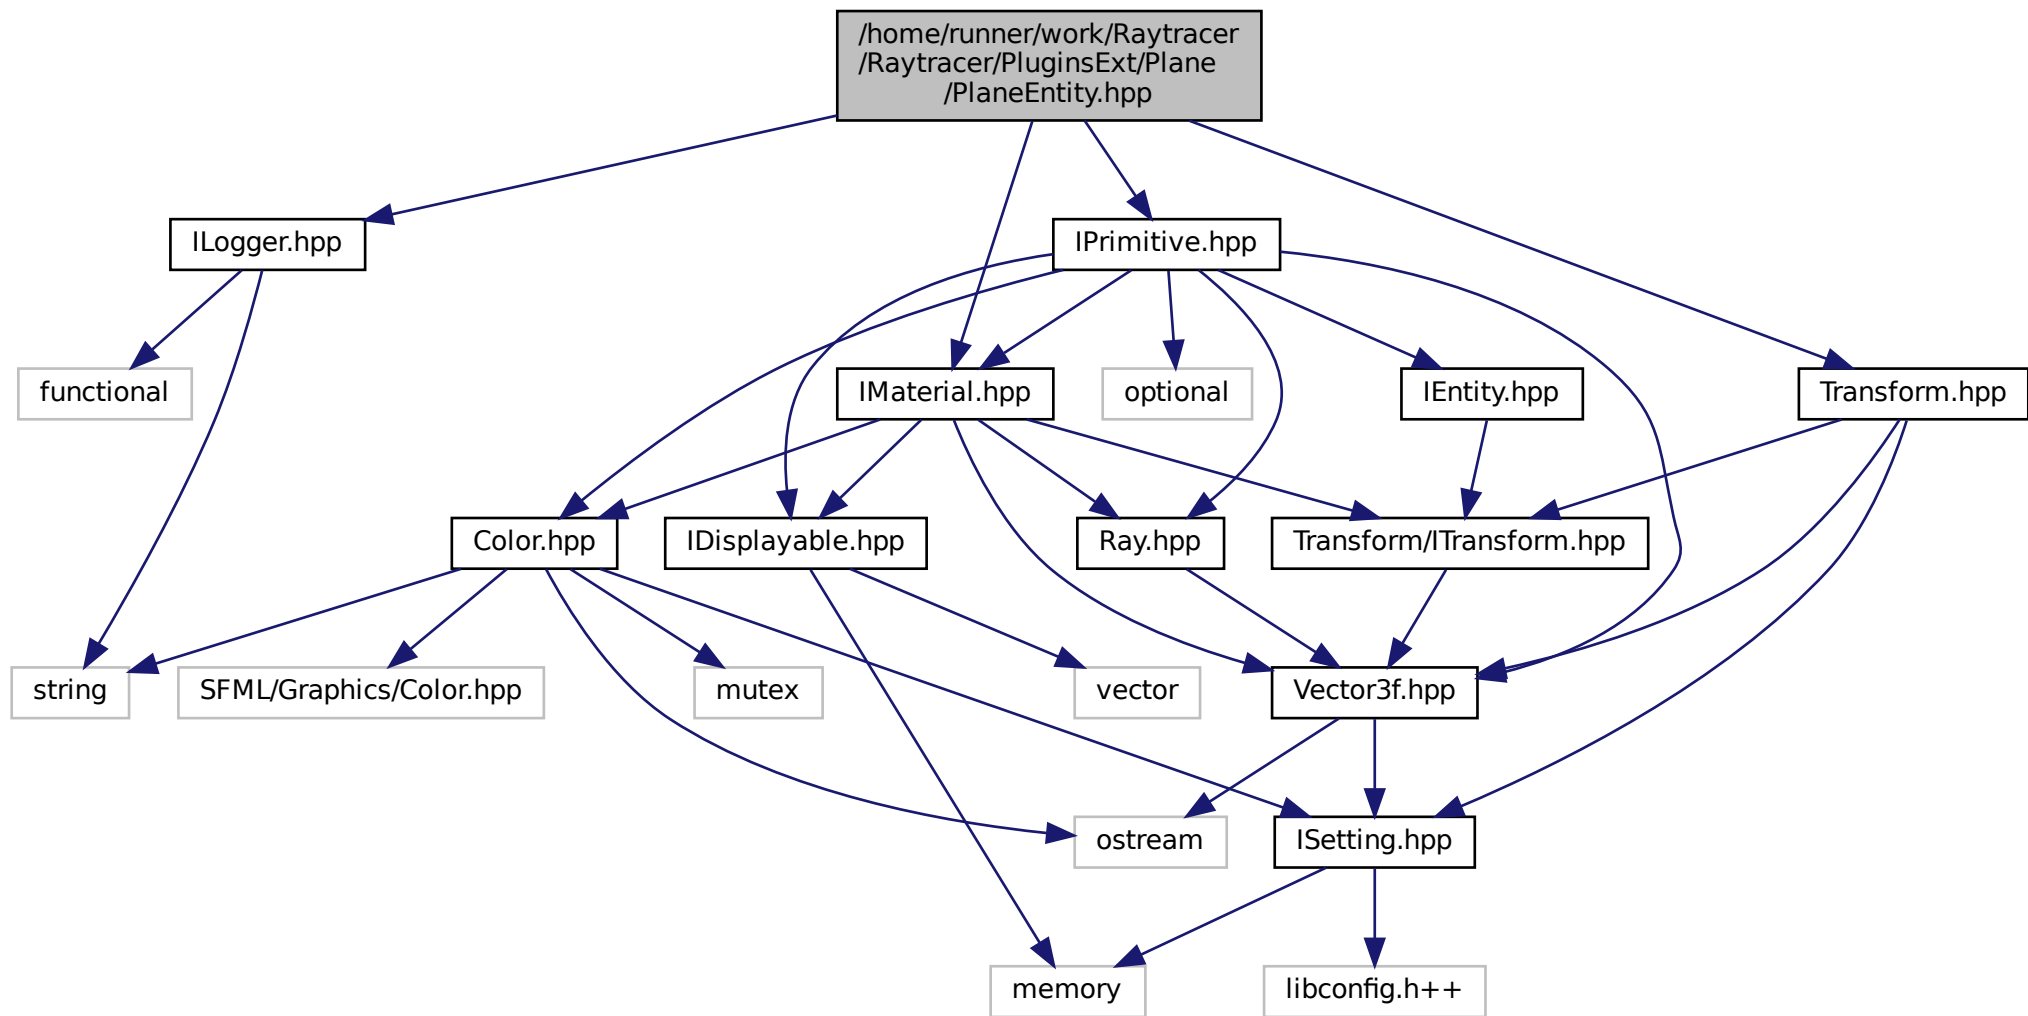 /home/runner/work/Raytracer
/Raytracer/PluginsExt/Plane
/PlaneEntity.hpp
ILogger.hpp
IPrimitive.hpp
functional
IMaterial.hpp
optional
IEntity.hpp
Transform.hpp
Color.hpp
IDisplayable.hpp
Ray.hpp
Transform/ITransform.hpp
string
SFML/Graphics/Color.hpp
mutex
vector
Vector3f.hpp
ostream
ISetting.hpp
memory
libconfig.h++